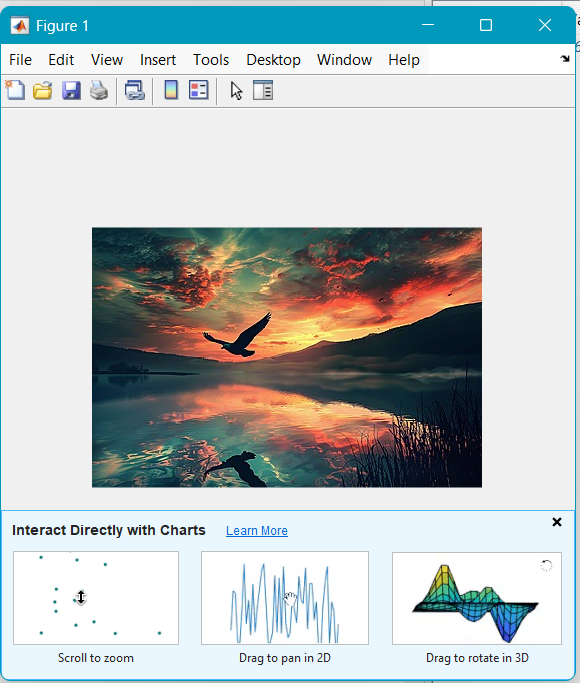 Figure 1
File Edit View Insert Tools Desktop Window Help
Interact Directly with Charts Learn More
Scroll to zoom Drag to pan in 2D Drag to rotate in 3D